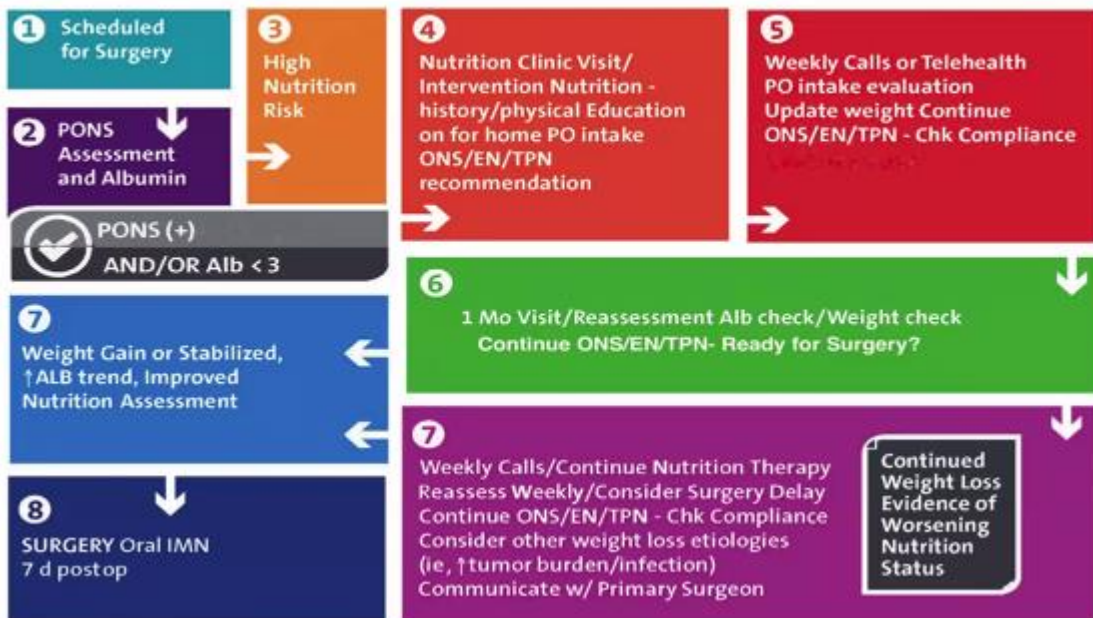 1 Scheduled
for Surgery
2 PONS
Assessment
and Albumin
PONS (+)
AND/OR Alb < 3
3
High
Nutrition
Risk
4
Nutrition Clinic Visit/
Intervention Nutrition -
history/physical Education
on for home PO intake
ONS/EN/TPN
recommendation
5
Weekly Calls or Telehealth
PO intake evaluation
Update weight Continue
ONS/EN/TPN - Chk Compliance
6
1 Mo Visit/Reassessment Alb check/Weight check
Continue ONS/EN/TPN- Ready for Surgery?
7
Weight Gain or Stabilized,
↑ALB trend, Improved
Nutrition Assessment
7
Weekly Calls/Continue Nutrition Therapy
Reassess Weekly/Consider Surgery Delay
Continue ONS/EN/TPN - Chk Compliance
Consider other weight loss etiologies
(ie, ↑tumor burden/infection)
Communicate w/ Primary Surgeon
Continued
Weight Loss
Evidence of
Worsening
Nutrition
Status
8
SURGERY Oral IMN
7 d postop